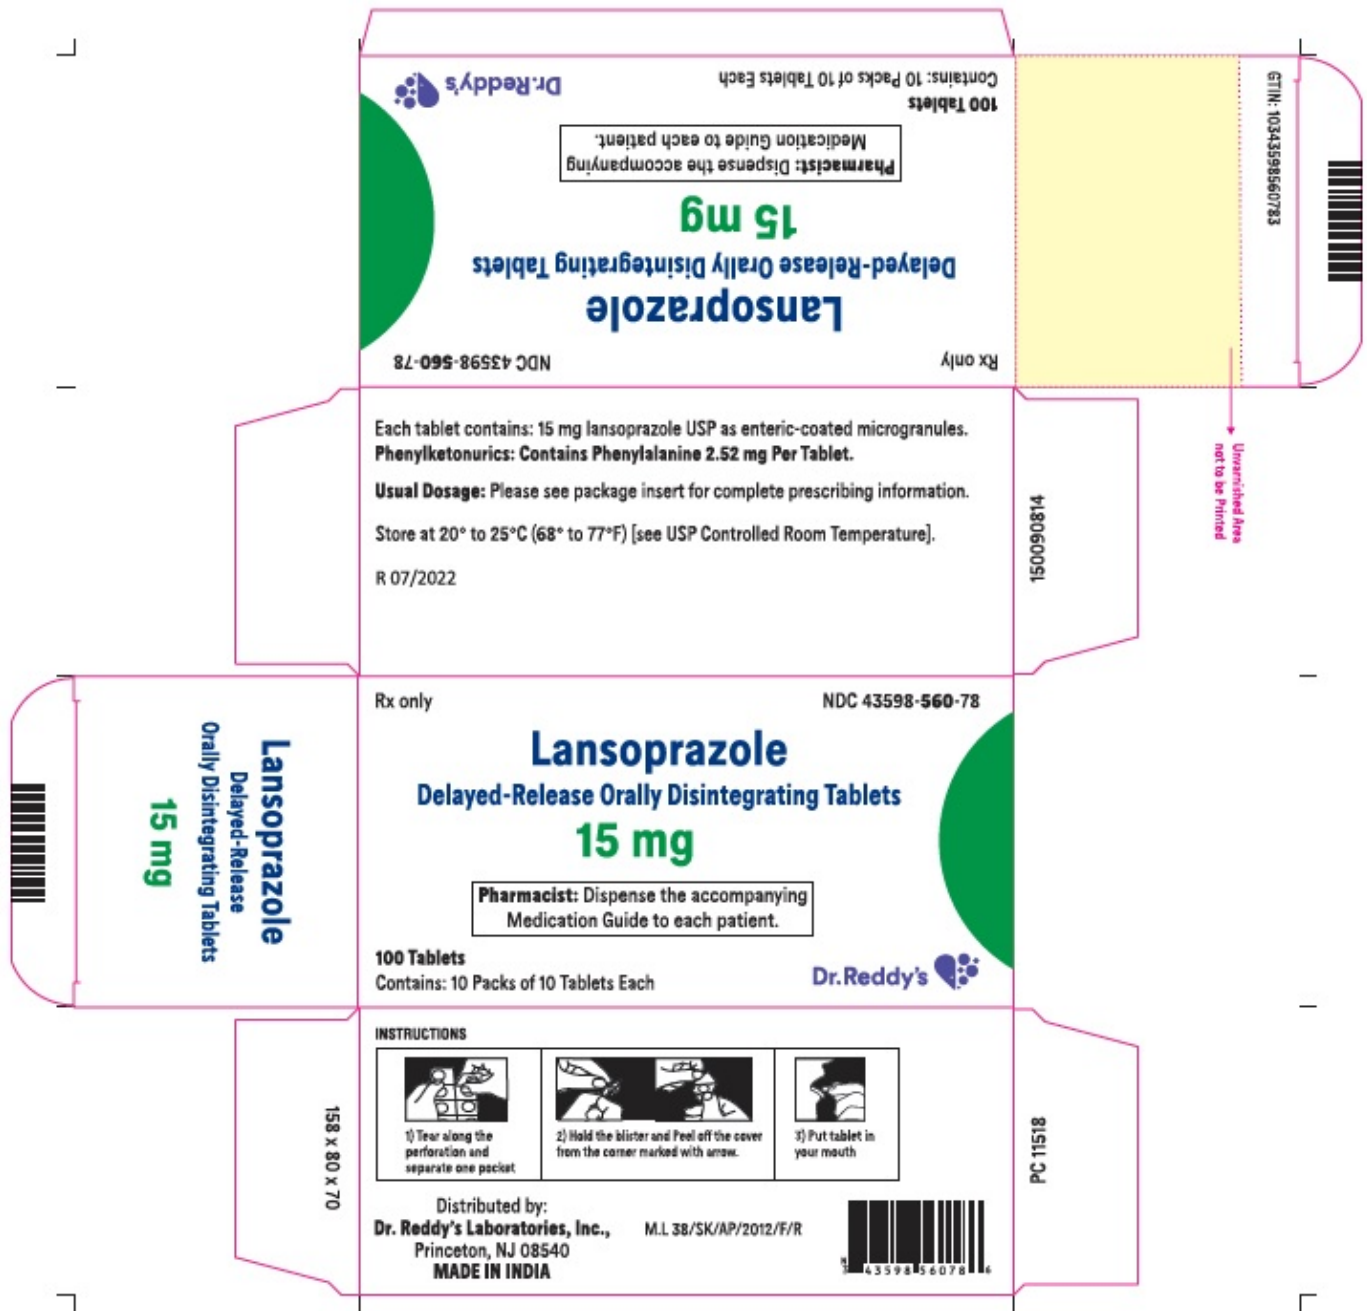 Dr.Reddy's
Contains: 10 Packs of 10 Tablets Each
100 Tablets
Medication Guide to each patient.
Pharmacist: Dispense the accompanying
15 mg
Delayed-Release Orally Disintegrating Tablets
Lansoprazole
NDC 43598-560-78
Rx only
GTIN: 10343598560783
Unvarnished Area
not to be Printed
Each tablet contains: 15 mg lansoprazole USP as enteric-coated microgranules.
Phenylketonurics: Contains Phenylalanine 2.52 mg Per Tablet.
Usual Dosage: Please see package insert for complete prescribing information.
Store at 20° to 25°C (68° to 77°F) [see USP Controlled Room Temperature].
R 07/2022
150090814
Lansoprazole
Delayed-Release
Orally Disintegrating Tablets
15 mg
Rx only
NDC 43598-560-78
Lansoprazole
Delayed-Release Orally Disintegrating Tablets
15 mg
Pharmacist: Dispense the accompanying
Medication Guide to each patient.
100 Tablets
Contains: 10 Packs of 10 Tablets Each
Dr.Reddy's
INSTRUCTIONS
1) Tear along the
perforation and
separate one pocket
2) Hold the blister and Peel off the cover
from the corner marked with arrow.
3) Put tablet in
your mouth
158 x 80 x 70
PC 11518
Distributed by:
Dr. Reddy's Laboratories, Inc.,
Princeton, NJ 08540
MADE IN INDIA
M.L 38/SK/AP/2012/F/R
N
3 43598 56078 6